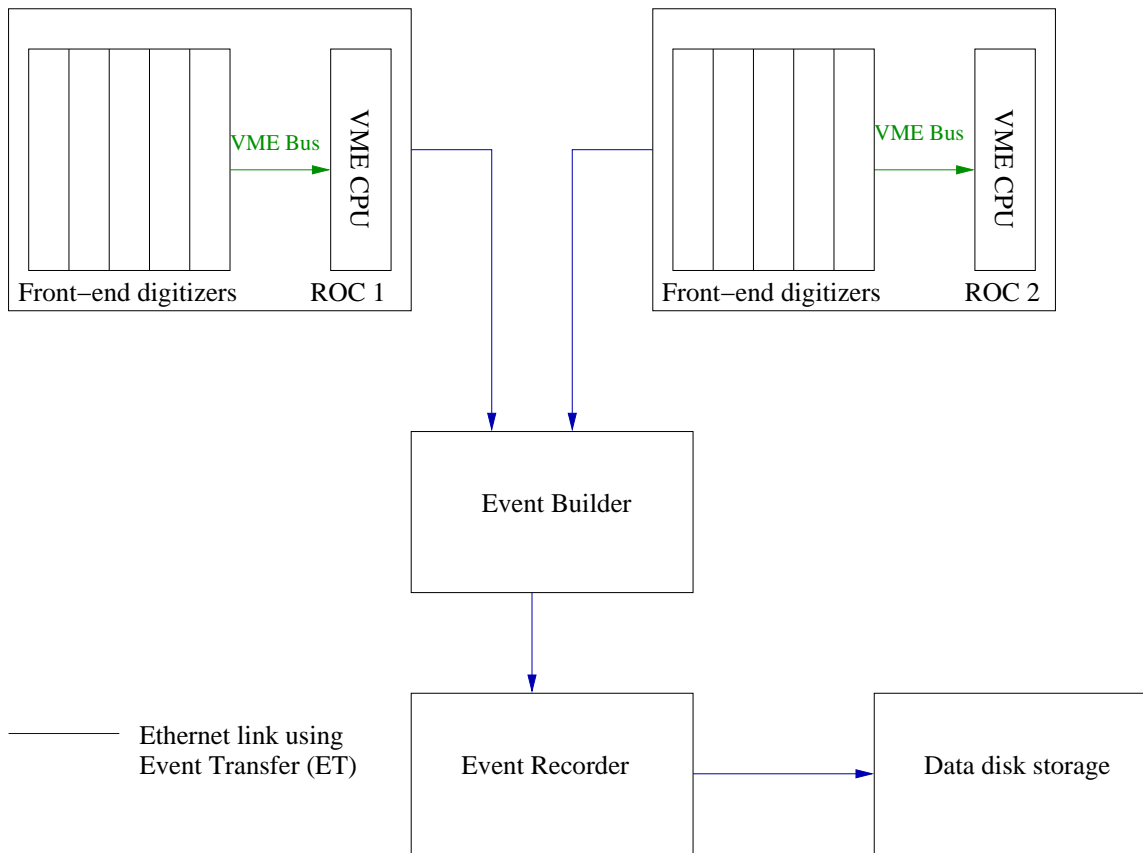 VME Bus
VME CPU
Front−end digitizers
ROC 1
VME Bus
VME CPU
Front−end digitizers
ROC 2
Event Builder
Ethernet link using
Event Transfer (ET)
Event Recorder
Data disk storage